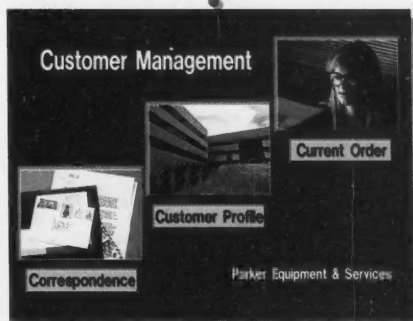 Customer Management
Current Order
Customer Profile
Correspondence
Parker Equipment & Services